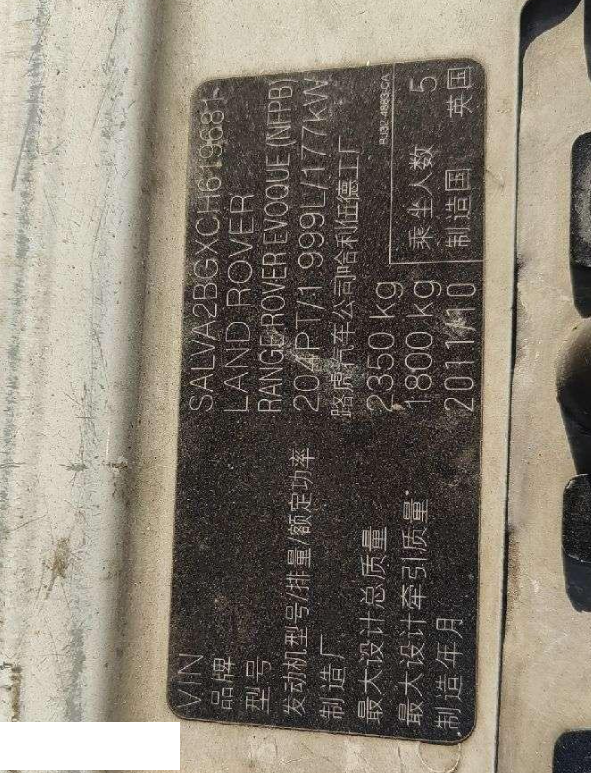 VIN SALVA2BGXCH619681
品牌 LAND ROVER
型号 RANGE ROVER EVOQUE (NFPB)
发动机型号/排量/额定功率 204PT/1.999L/177kW
制造厂 路虎汽车公司哈利伍德工厂
最大设计总质量 2350 kg
最大设计牵引质量 1800 kg 乘坐人数 5
制造年月 2011/10 制造国 英国